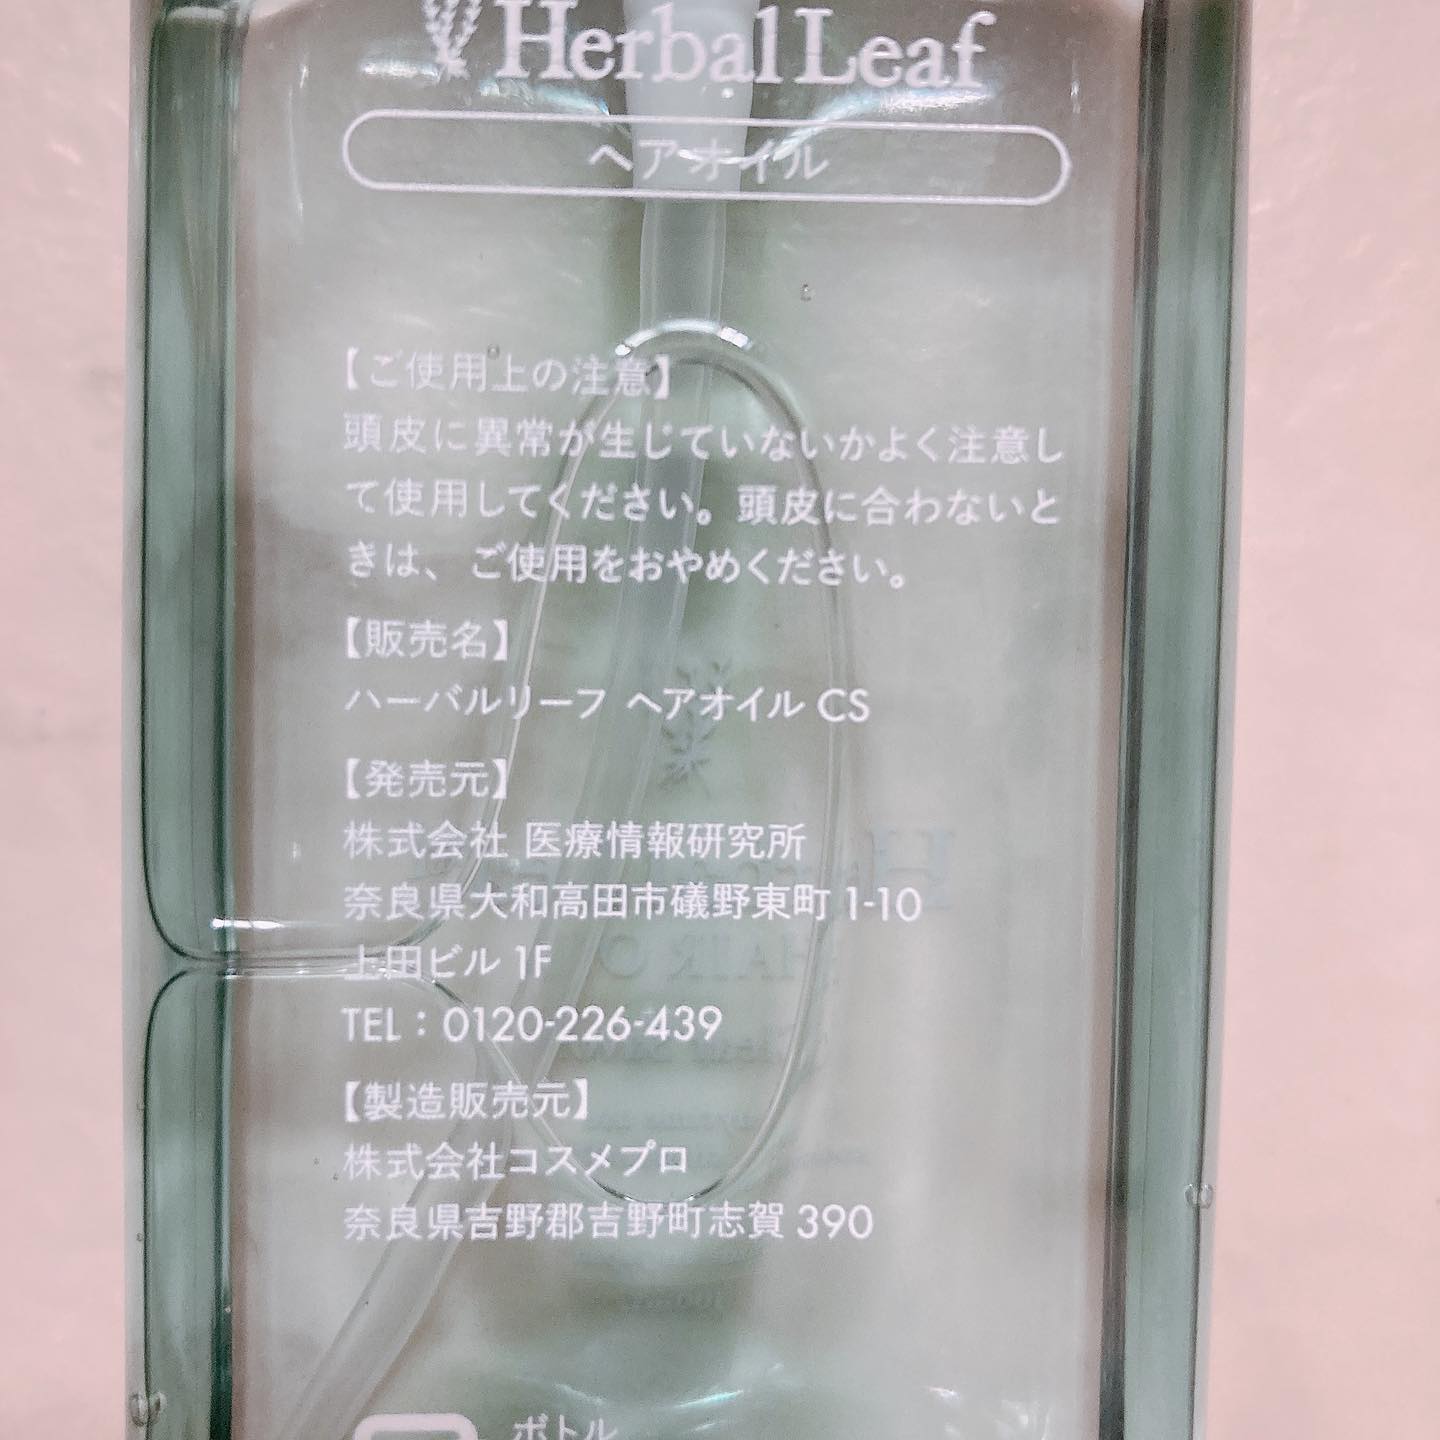 Herbal Leaf
ヘアオイル
【ご使用上の注意】
頭皮に異常が生じていないかよく注意し
て使用してください。頭皮に合わないと
きは、ご使用をおやめください。
【販売名】
ハーバルリーフ ヘアオイル CS
【発売元】
株式会社 医療情報研究所
奈良県大和高田市礒野東町 1-10
上田ビル 1F
TEL：0120-226-439
【製造販売元】
株式会社コスメプロ
奈良県吉野郡吉野町志賀 390
ボトル